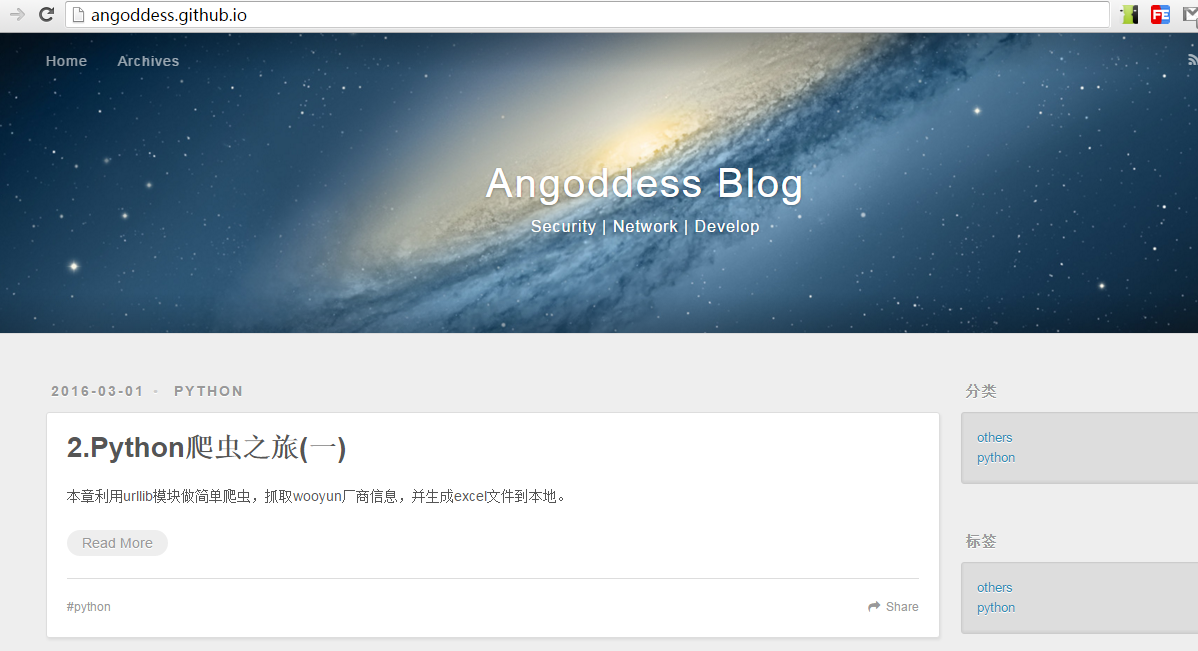 angoddess.github.io
FE
Home Archives
Angoddess Blog
Security | Network | Develop
2016-03-01 - PYTHON
2.Python爬虫之旅(一)
本章利用urllib模块做简单爬虫，抓取wooyun厂商信息，并生成excel文件到本地。
Read More
#python
Share
分类
others
python
标签
others
python